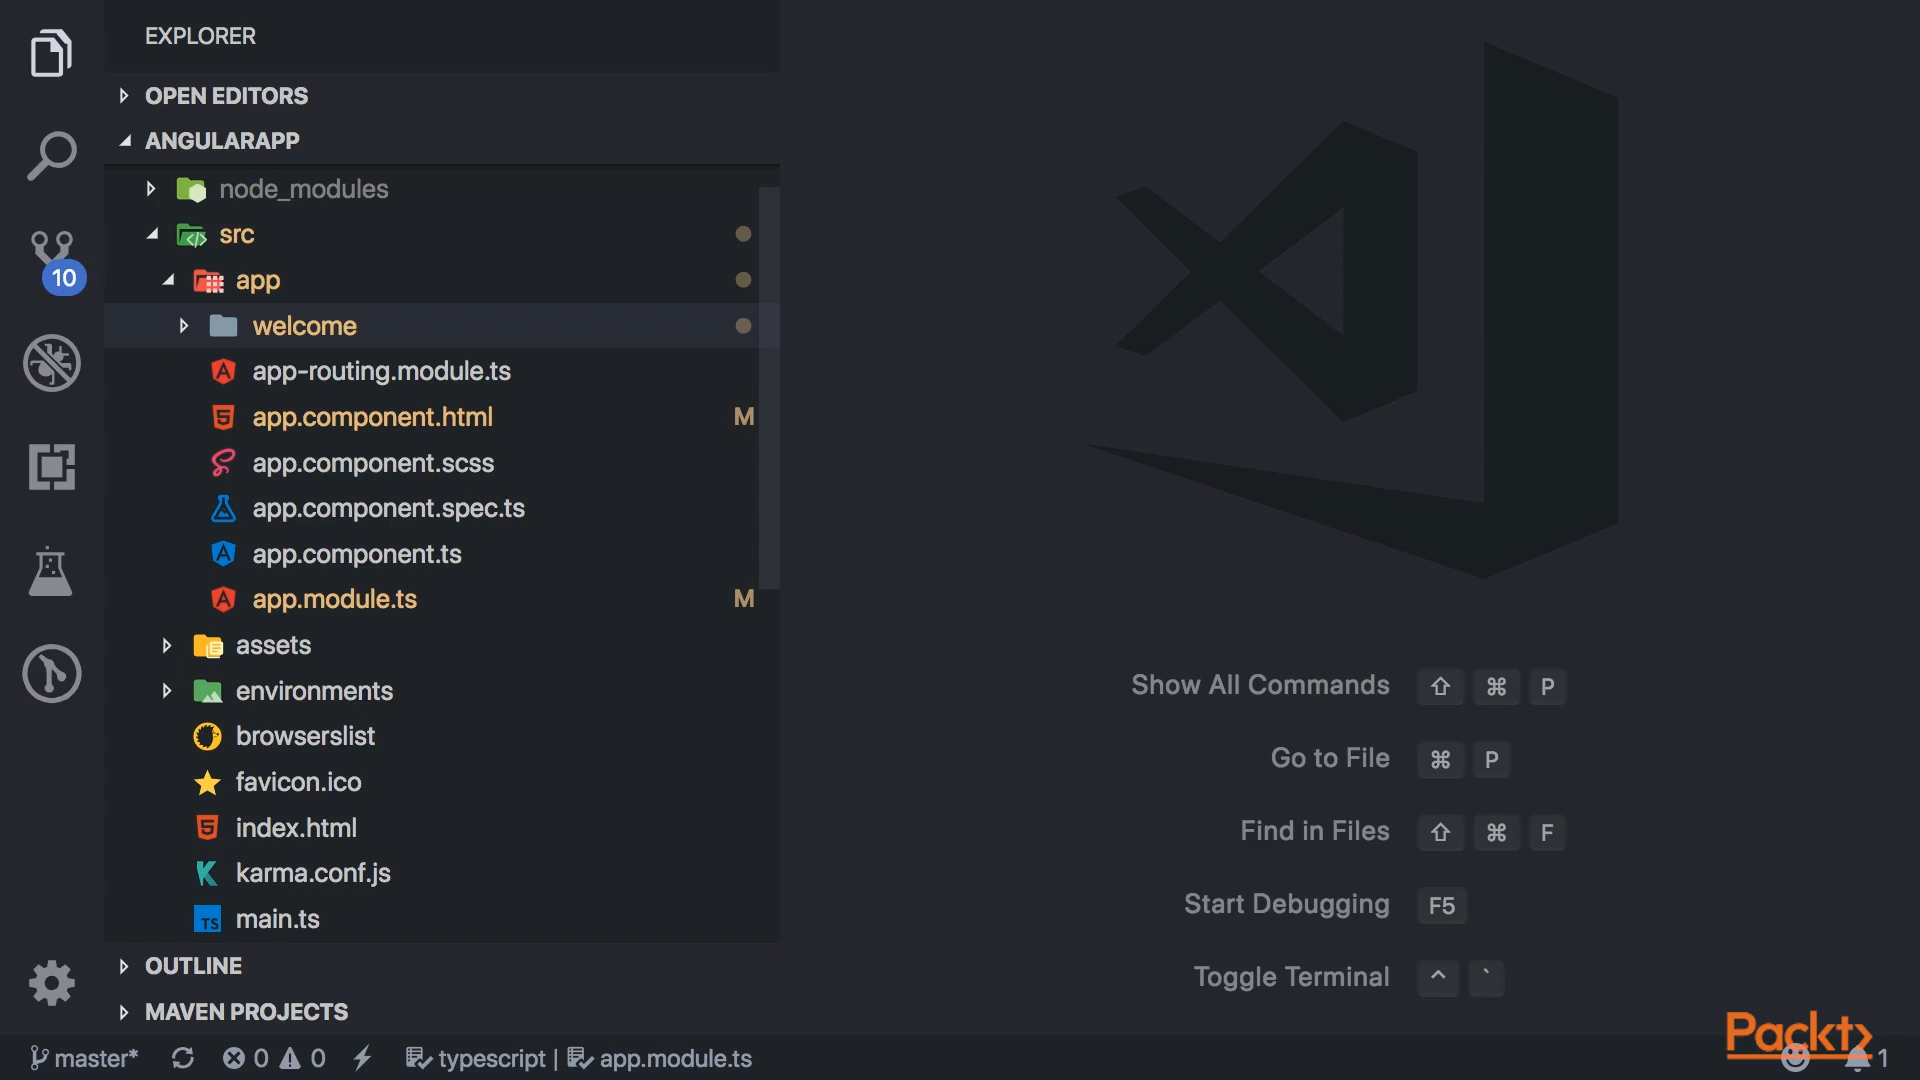 EXPLORER
OPEN EDITORS
ANGULARAPP
node_modules
src
app
welcome
app-routing.module.ts
app.component.html M
app.component.scss
app.component.spec.ts
app.component.ts
app.module.ts M
assets
environments
browserslist
favicon.ico
index.html
karma.conf.js
main.ts
OUTLINE
MAVEN PROJECTS
10
Show All Commands ⇧ ⌘ P
Go to File ⌘ P
Find in Files ⇧ ⌘ F
Start Debugging F5
Toggle Terminal ^ `
Packt>
master* 0 0 typescript | app.module.ts 1